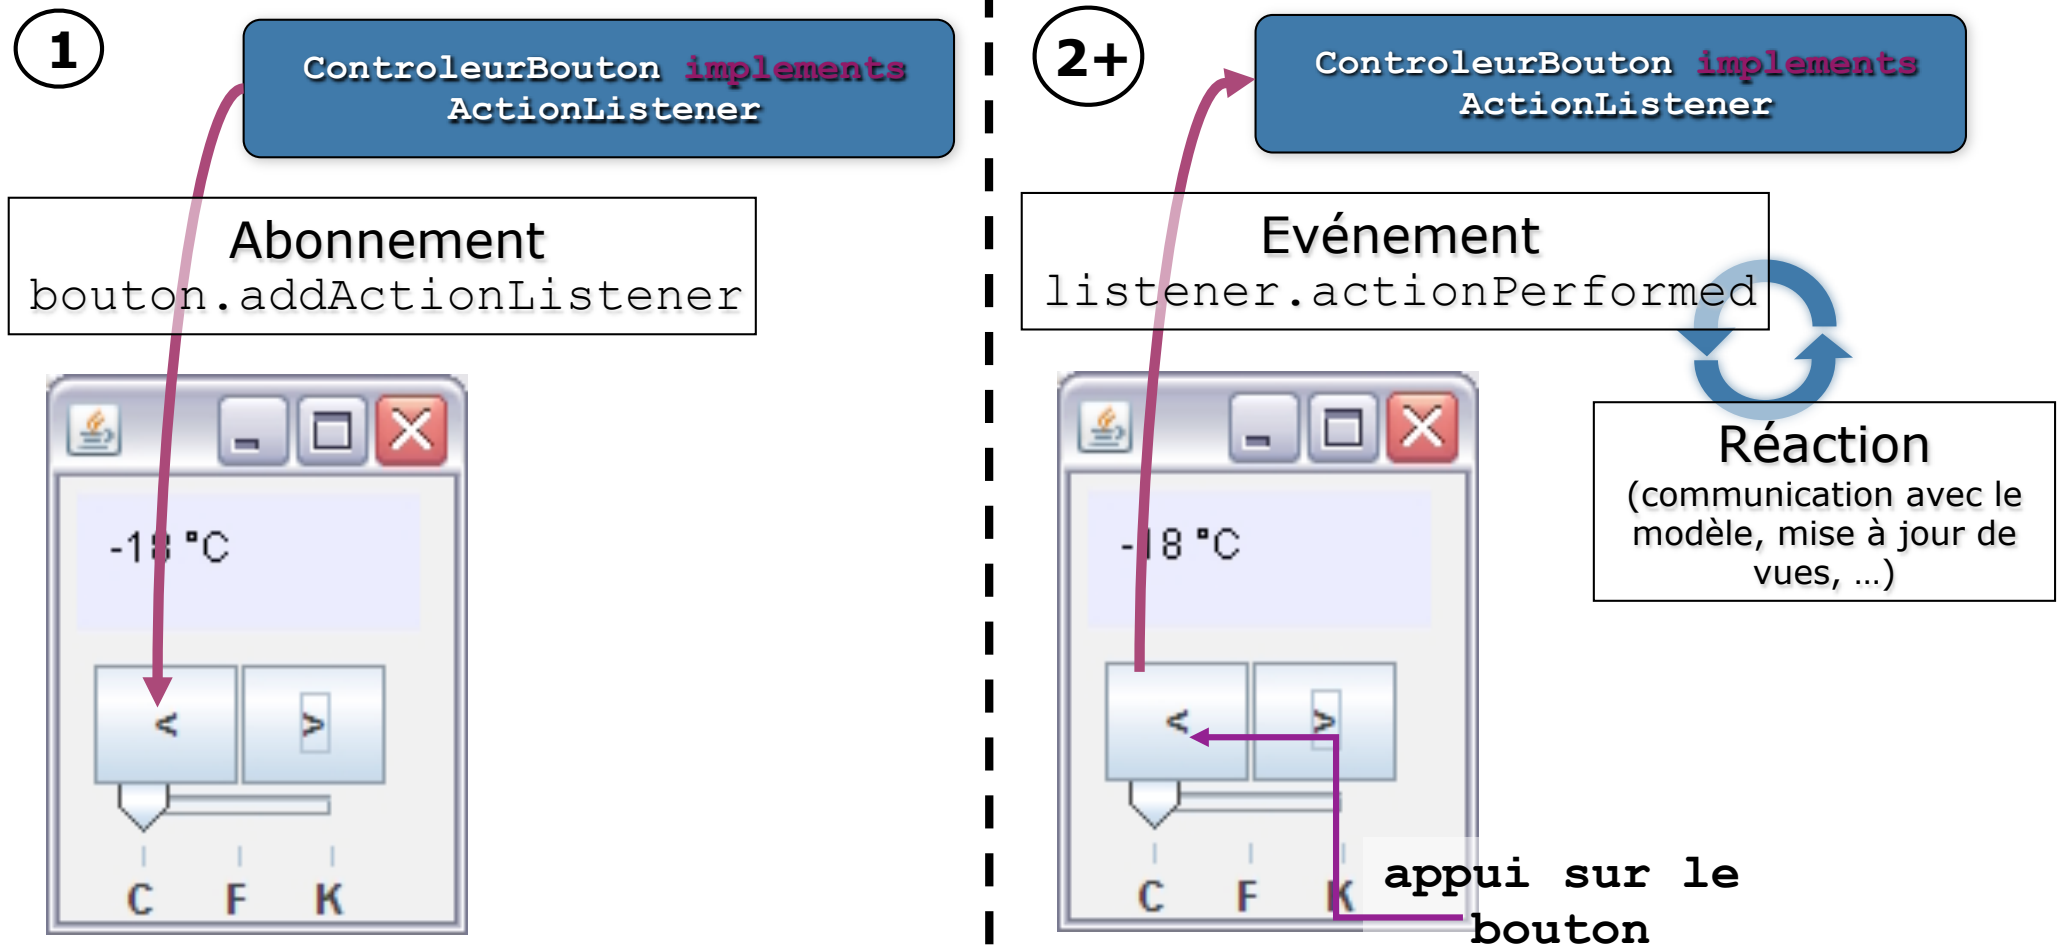 1
ControleurBouton implements
ActionListener
Abonnement
bouton.addActionListener
-18 °C
<
>
C F K
2+
ControleurBouton implements
ActionListener
Evénement
listener.actionPerformed
Réaction
(communication avec le
modèle, mise à jour de
vues, …)
-18 °C
<
>
C F K
appui sur le
bouton